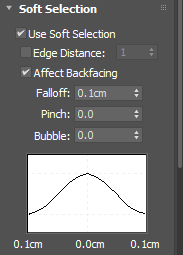 Soft Selection
Use Soft Selection
Edge Distance: 1
Affect Backfacing
Falloff: 0.1cm
Pinch: 0.0
Bubble: 0.0
0.1cm 0.0cm 0.1cm